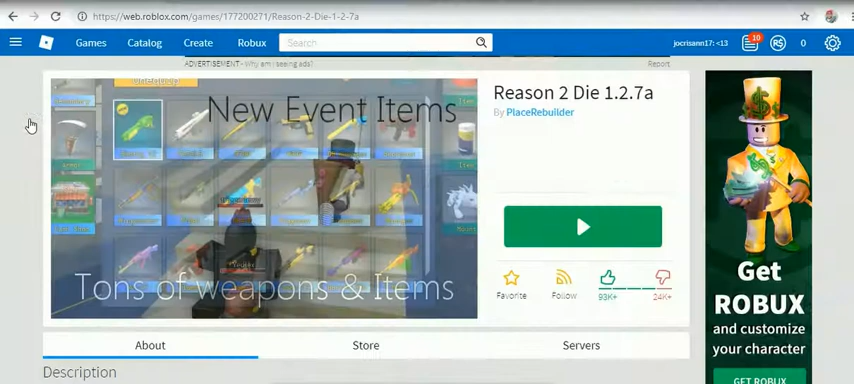 https://web.roblox.com/games/177200271/Reason-2-Die-1-2-7a
Games
Catalog
Create
Robux
Search
jocrisann17: <13
10
0
ADVERTISEMENT - Why am I seeing ads?
Report
New Event Items
Tons of weapons & Items
Reason 2 Die 1.2.7a
By PlaceRebuilder
Favorite
Follow
93K+
24K+
Get
ROBUX
and customize
your character
GET ROBUX
About
Store
Servers
Description